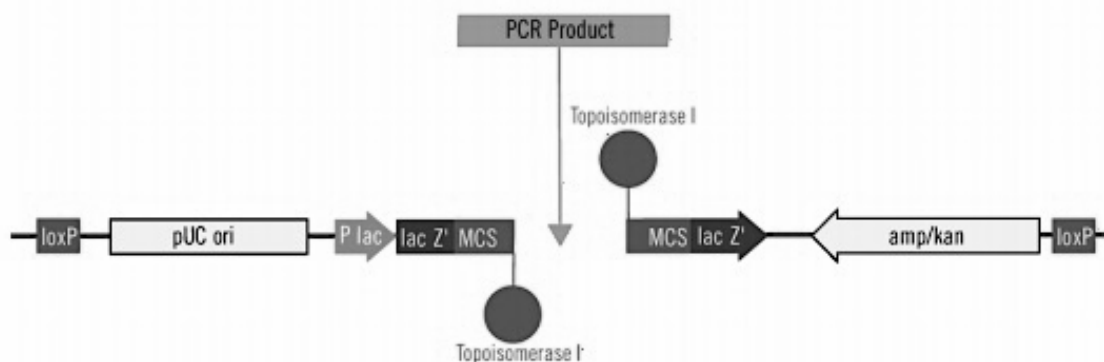 PCR Product
Topoisomerase I
loxP pUC ori P lac lac Z' MCS MCS lac Z' amp/kan loxP
Topoisomerase I